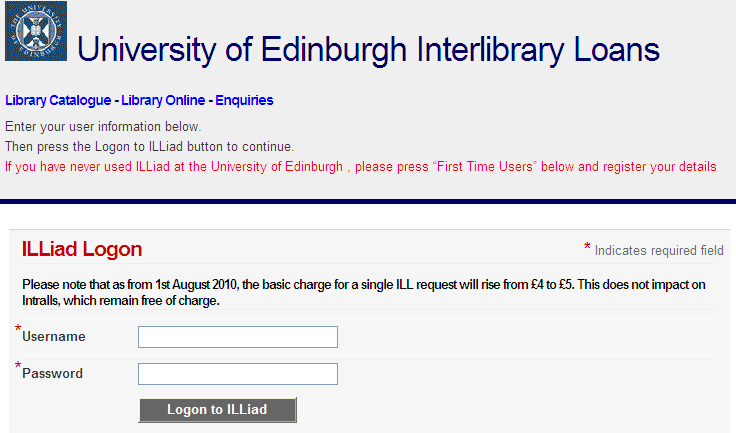 THE UNIVERSITY OF EDINBURGH
University of Edinburgh Interlibrary Loans
Library Catalogue - Library Online - Enquiries
Enter your user information below.
Then press the Logon to ILLiad button to continue.
If you have never used ILLiad at the University of Edinburgh , please press “First Time Users” below and register your details
ILLiad Logon
* Indicates required field
Please note that as from 1st August 2010, the basic charge for a single ILL request will rise from £4 to £5. This does not impact on
Intralls, which remain free of charge.
*Username
*Password
Logon to ILLiad